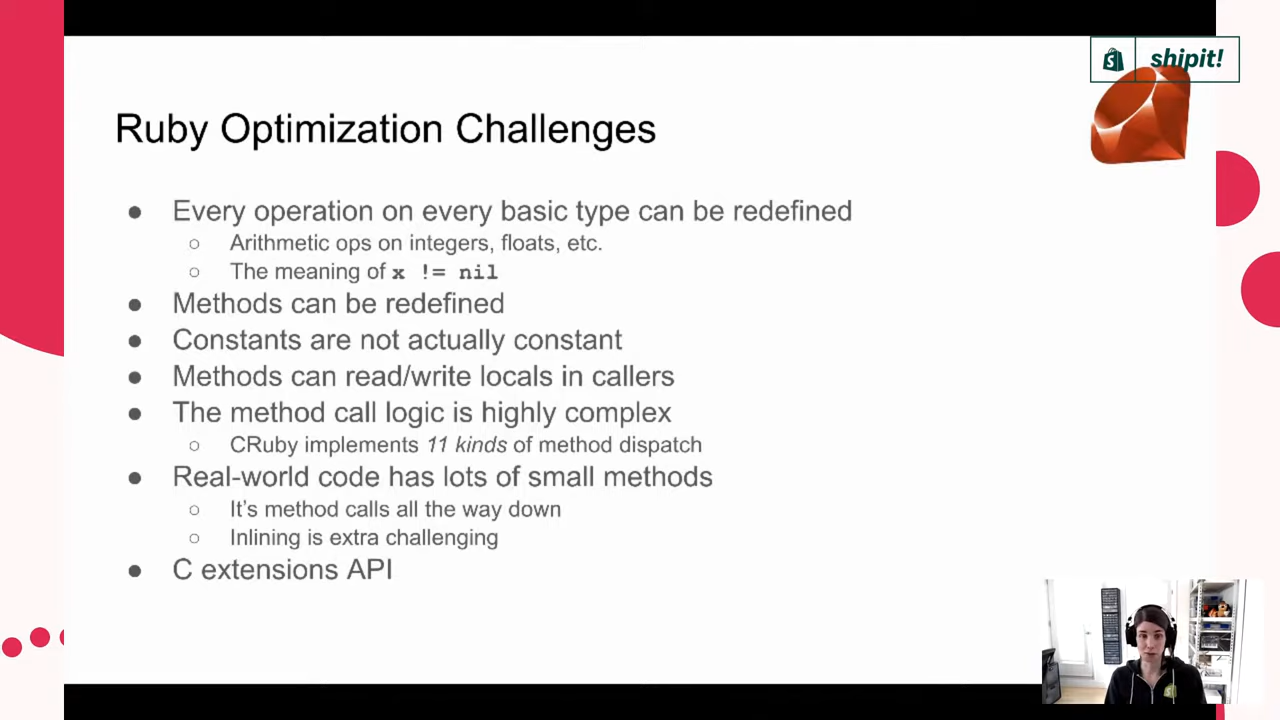 shipit!
Ruby Optimization Challenges
● Every operation on every basic type can be redefined
○ Arithmetic ops on integers, floats, etc.
○ The meaning of x != nil
● Methods can be redefined
● Constants are not actually constant
● Methods can read/write locals in callers
● The method call logic is highly complex
○ CRuby implements 11 kinds of method dispatch
● Real-world code has lots of small methods
○ It's method calls all the way down
○ Inlining is extra challenging
● C extensions API